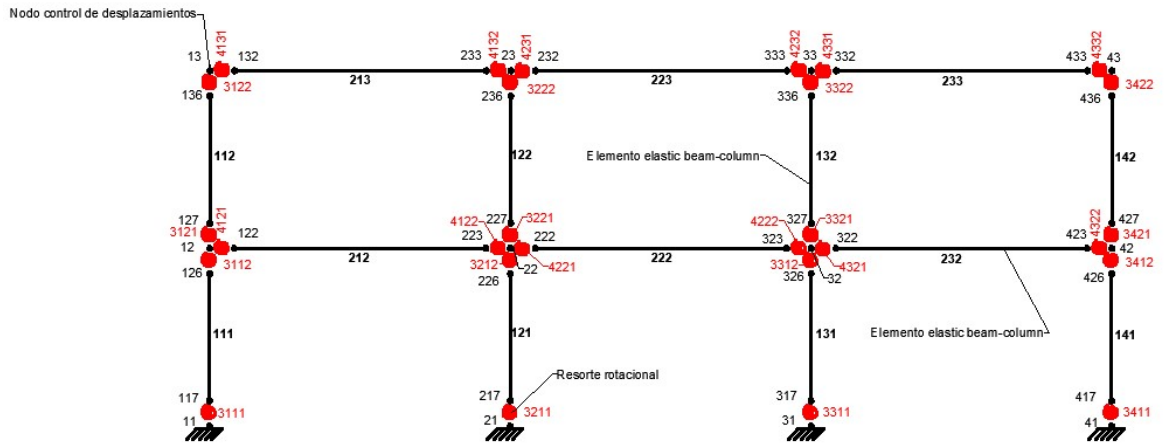 Nodo control de desplazamientos
13 4131 132 233 4132 23 4231 232 333 4232 33 4331 332 433 4332 43
213 223 233
3122 3222 3322 3422
136 236 336 436
112 122 132 142
Elemento elastic beam-column
127 227 327 427
3121 4121 122 4122 223 3221 222 4222 323 3321 322 4322 423 3421
12 212 222 232 42
3112 3212 22 4221 3312 32 4321 3412
126 226 326 426
111 121 131 141
Elemento elastic beam-column
Resorte rotacional
117 217 317 417
3111 3211 3311 3411
11 21 31 41